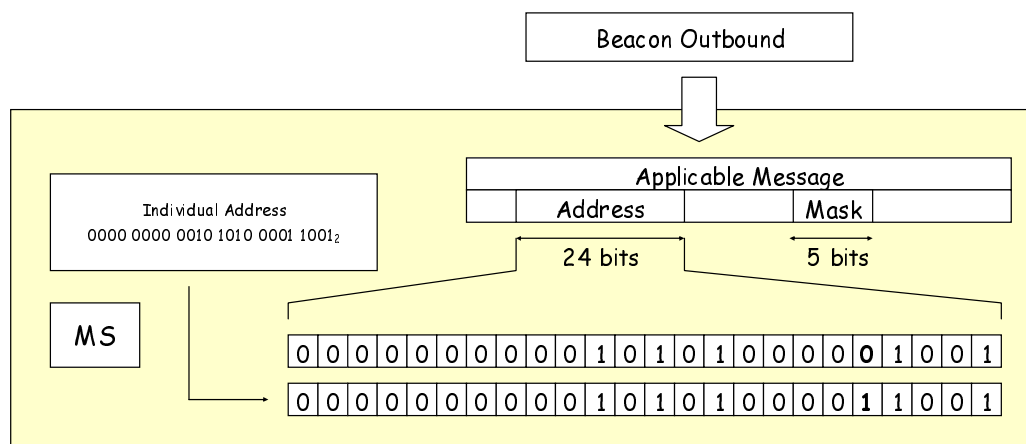 Beacon Outbound
Applicable Message
Address Mask
24 bits 5 bits
Individual Address
0000 0000 0010 1010 0001 1001₂
MS
0 0 0 0 0 0 0 0 0 0 1 0 1 0 1 0 0 0 0 0 1 0 0 1
0 0 0 0 0 0 0 0 0 0 1 0 1 0 1 0 0 0 0 1 1 0 0 1